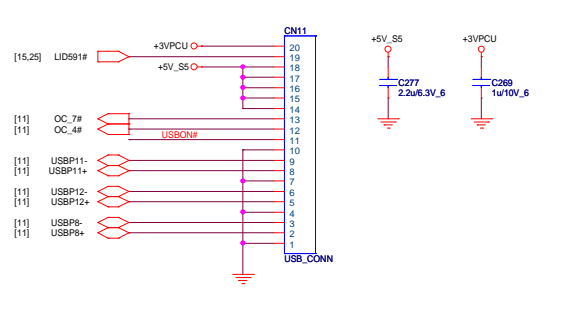 CN11
+3VPCU
20
[15,25] LID591#
19
+5V_S5
18
17
16
15
14
[11] OC_7#
13
[11] OC_4#
12
USBON#
11
10
[11] USBP11-
9
[11] USBP11+
8
7
[11] USBP12-
6
[11] USBP12+
5
4
[11] USBP8-
3
[11] USBP8+
2
1
USB_CONN
+5V_S5
C277
2.2u/6.3V_6
+3VPCU
C269
1u/10V_6